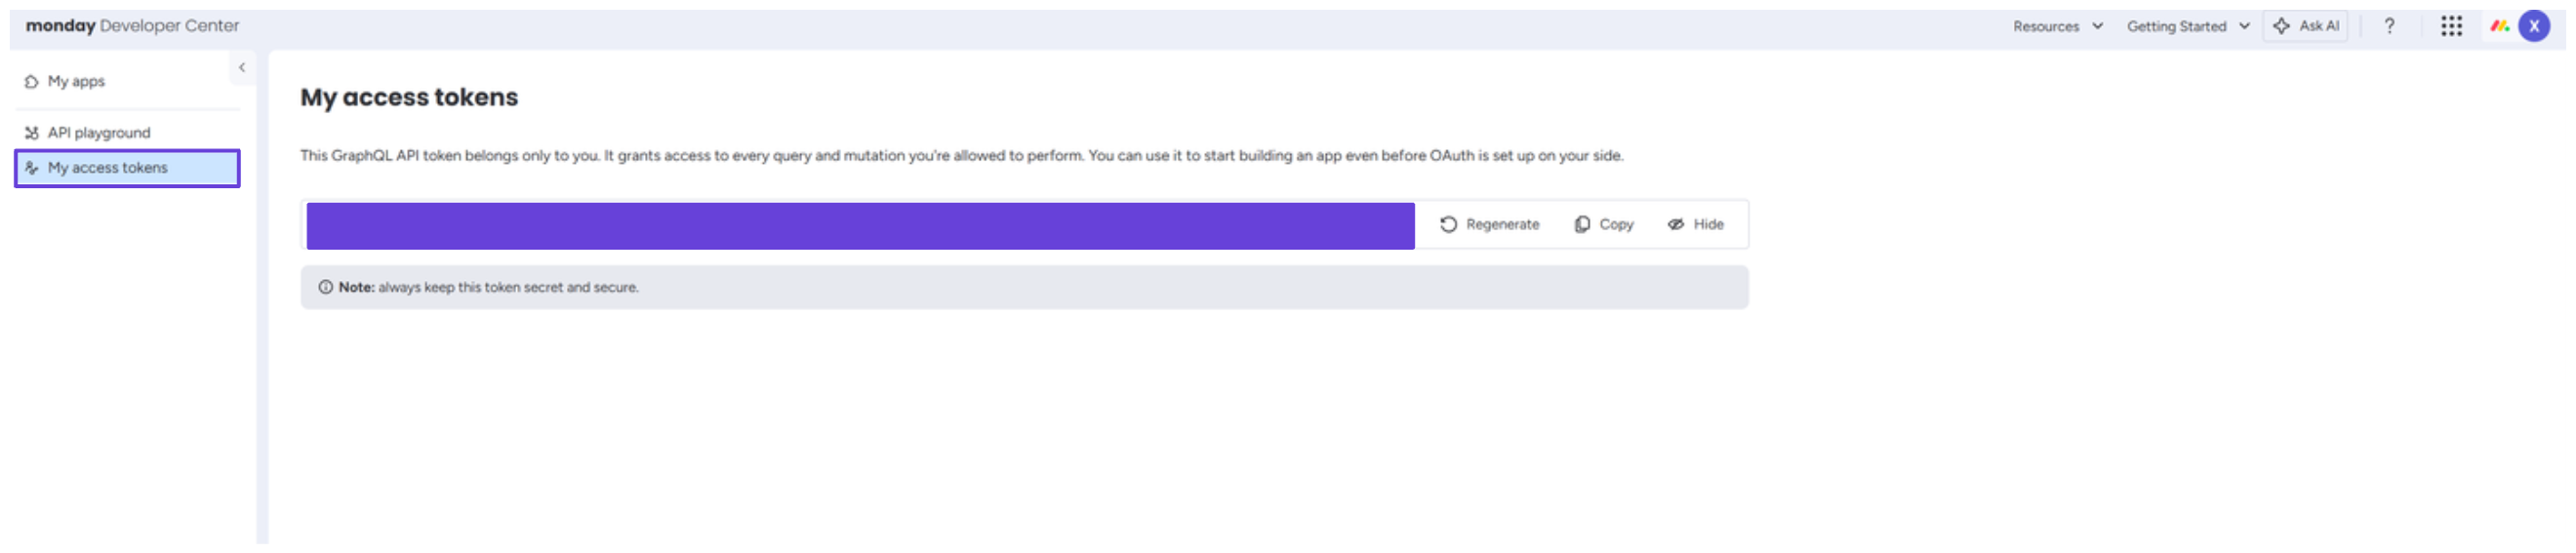 monday Developer Center
Resources
Getting Started
Ask AI
?
X
My apps
API playground
My access tokens
My access tokens
This GraphQL API token belongs only to you. It grants access to every query and mutation you're allowed to perform. You can use it to start building an app even before OAuth is set up on your side.
Regenerate
Copy
Hide
Note: always keep this token secret and secure.